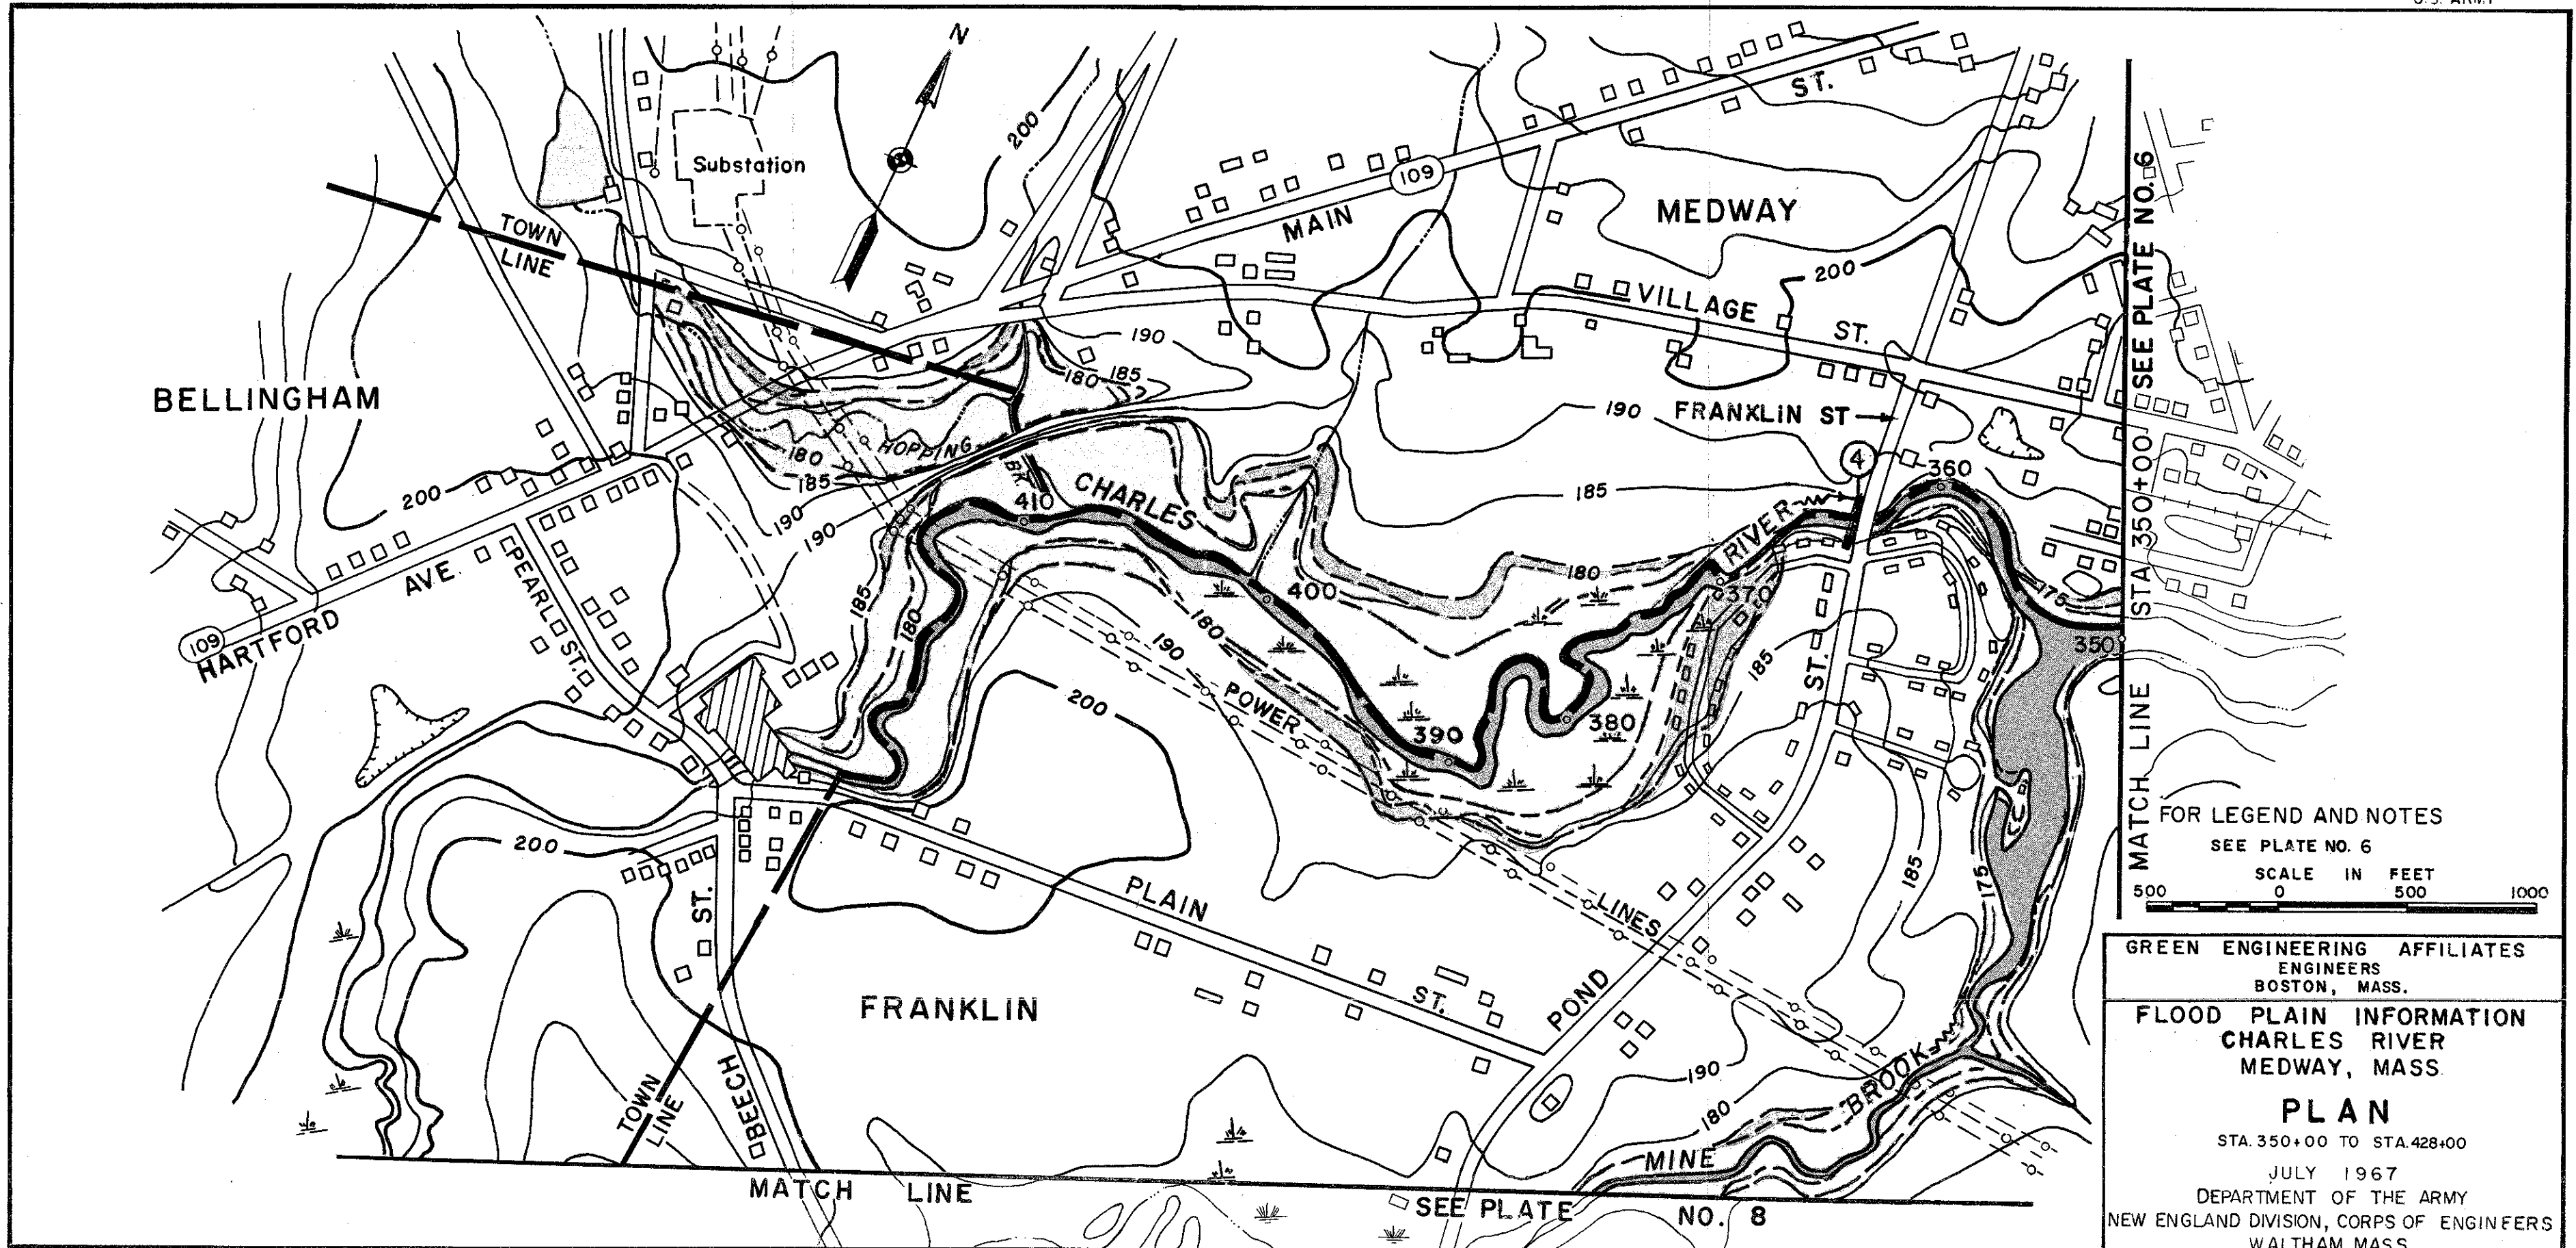 U.S. ARMY
N
Substation
200
ST.
109
MAIN
MEDWAY
TOWN
LINE
200
VILLAGE
ST.
SEE PLATE NO. 6
190
185
180
BELLINGHAM
190
FRANKLIN ST
4
360
HOPPING
BK.
180
185
200
190
190
410
CHARLES
185
RIVER
STA. 350+00
180
370
175
400
AVE.
PEARL
ST.
109
HARTFORD
185
180
180
190
POWER
200
185
ST.
350
380
390
MATCH LINE
FOR LEGEND AND NOTES
SEE PLATE NO. 6
SCALE IN FEET
500 0 500 1000
200
ST.
PLAIN
LINES
185
175
ST.
POND
FRANKLIN
GREEN ENGINEERING AFFILIATES
ENGINEERS
BOSTON, MASS.
FLOOD PLAIN INFORMATION
CHARLES RIVER
MEDWAY, MASS.
PLAN
STA. 350+00 TO STA. 428+00
JULY 1967
DEPARTMENT OF THE ARMY
NEW ENGLAND DIVISION, CORPS OF ENGINEERS
WALTHAM MASS
190
180
BROOK
MINE
TOWN
LINE
BEECH
MATCH LINE
SEE PLATE NO. 8